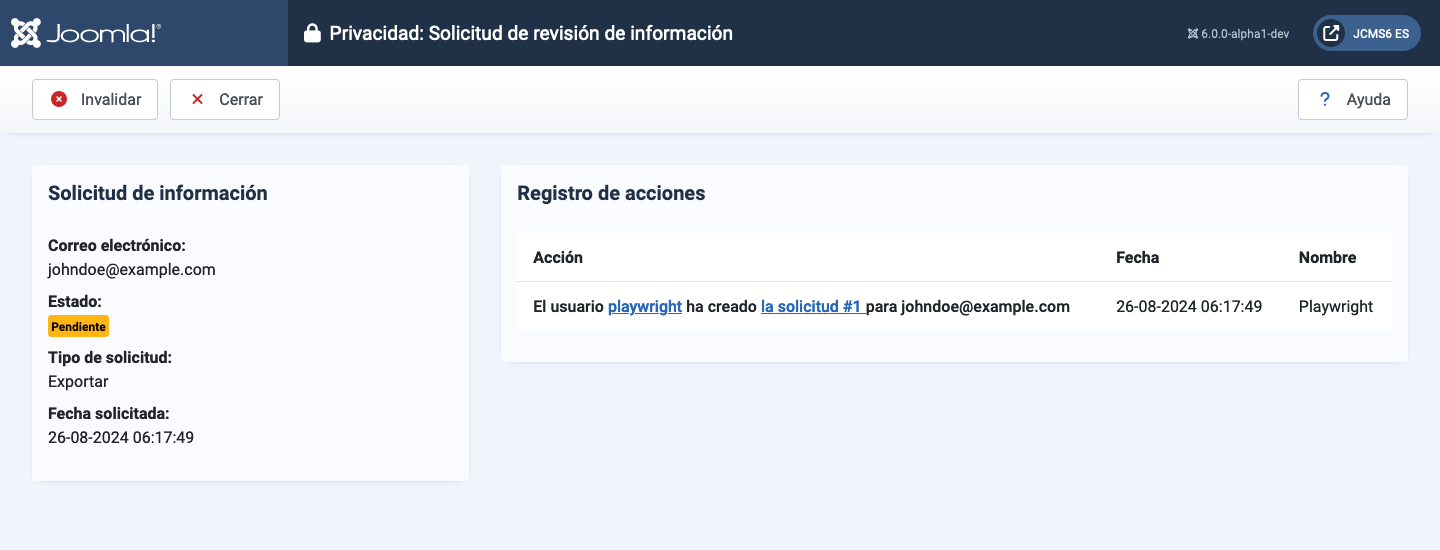 Joomla!®
Privacidad: Solicitud de revisión de información
6.0.0-alpha1-dev
JCMS6 ES
Invalidar
Cerrar
? Ayuda
Solicitud de información
Correo electrónico:
johndoe@example.com
Estado:
Pendiente
Tipo de solicitud:
Exportar
Fecha solicitada:
26-08-2024 06:17:49
Registro de acciones
Acción Fecha Nombre
El usuario playwright ha creado la solicitud #1 para johndoe@example.com 26-08-2024 06:17:49 Playwright